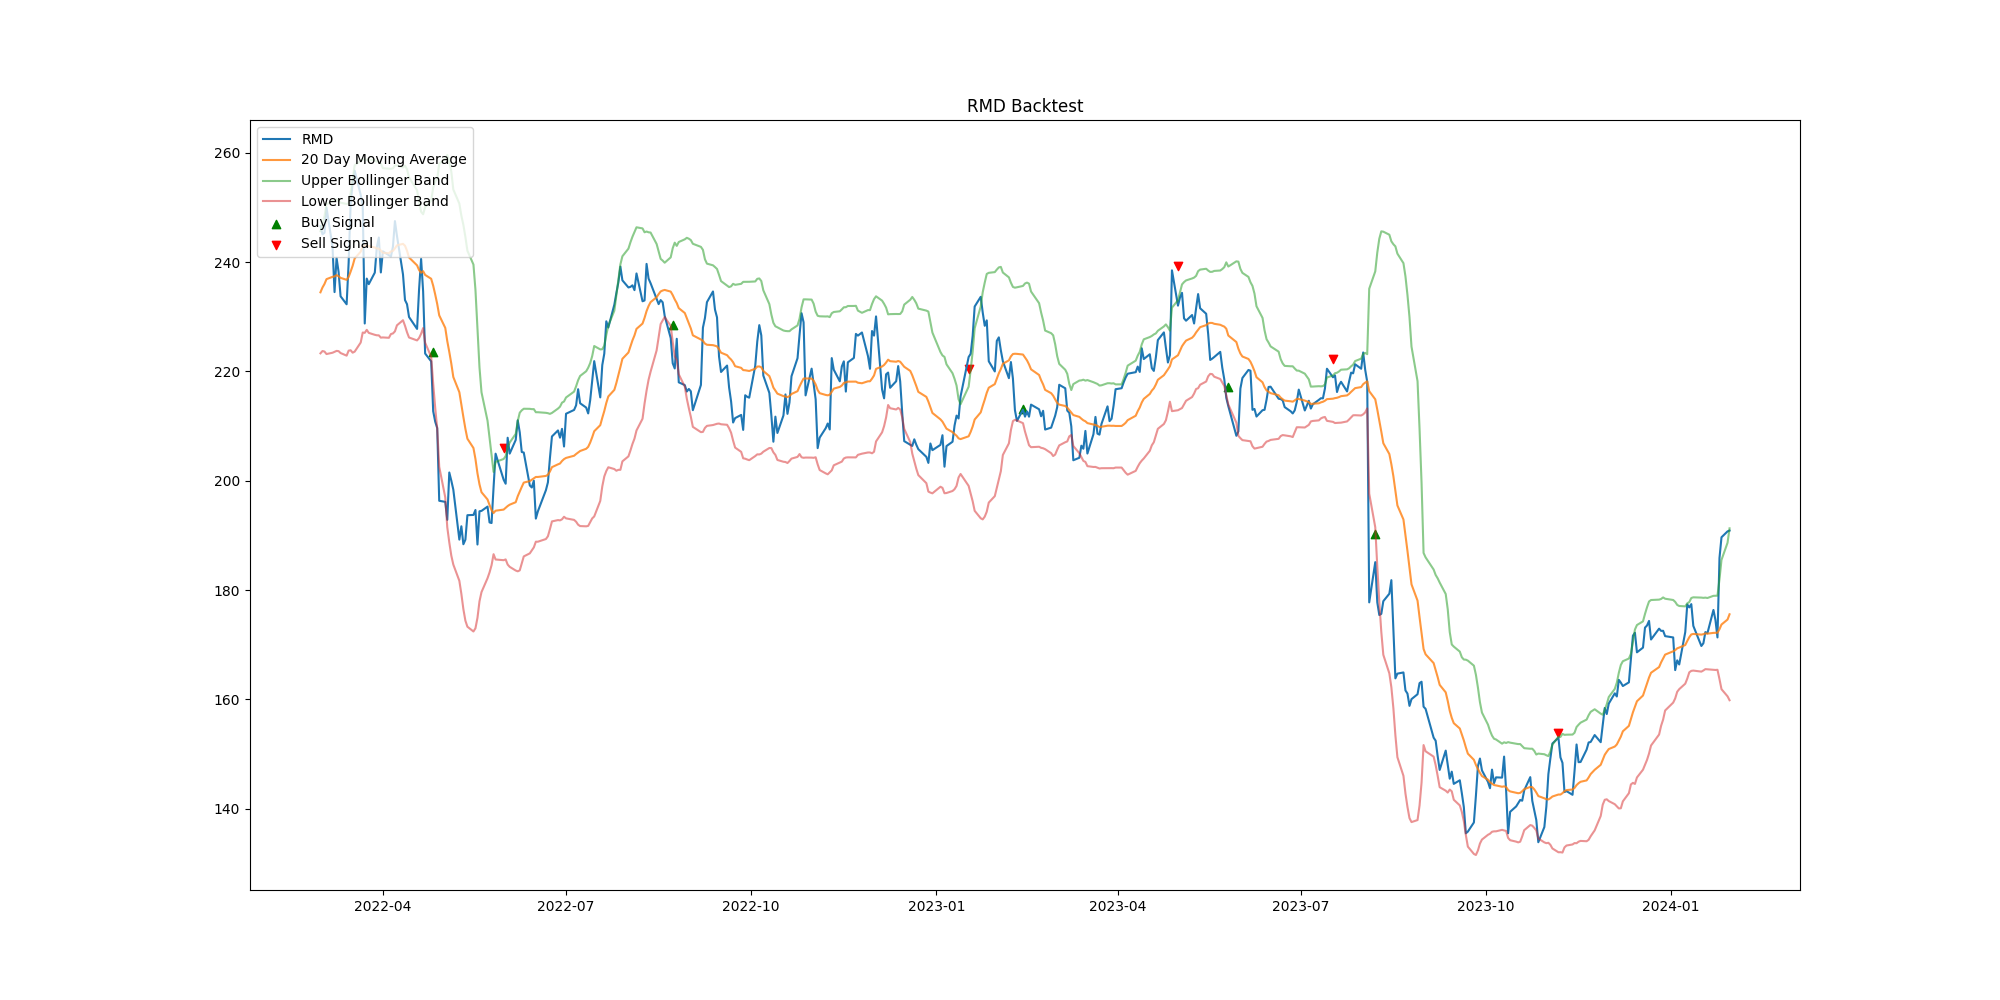 RMD Backtest
RMD
20 Day Moving Average
Upper Bollinger Band
Lower Bollinger Band
Buy Signal
Sell Signal
260
240
220
200
180
160
140
2022-04 2022-07 2022-10 2023-01 2023-04 2023-07 2023-10 2024-01